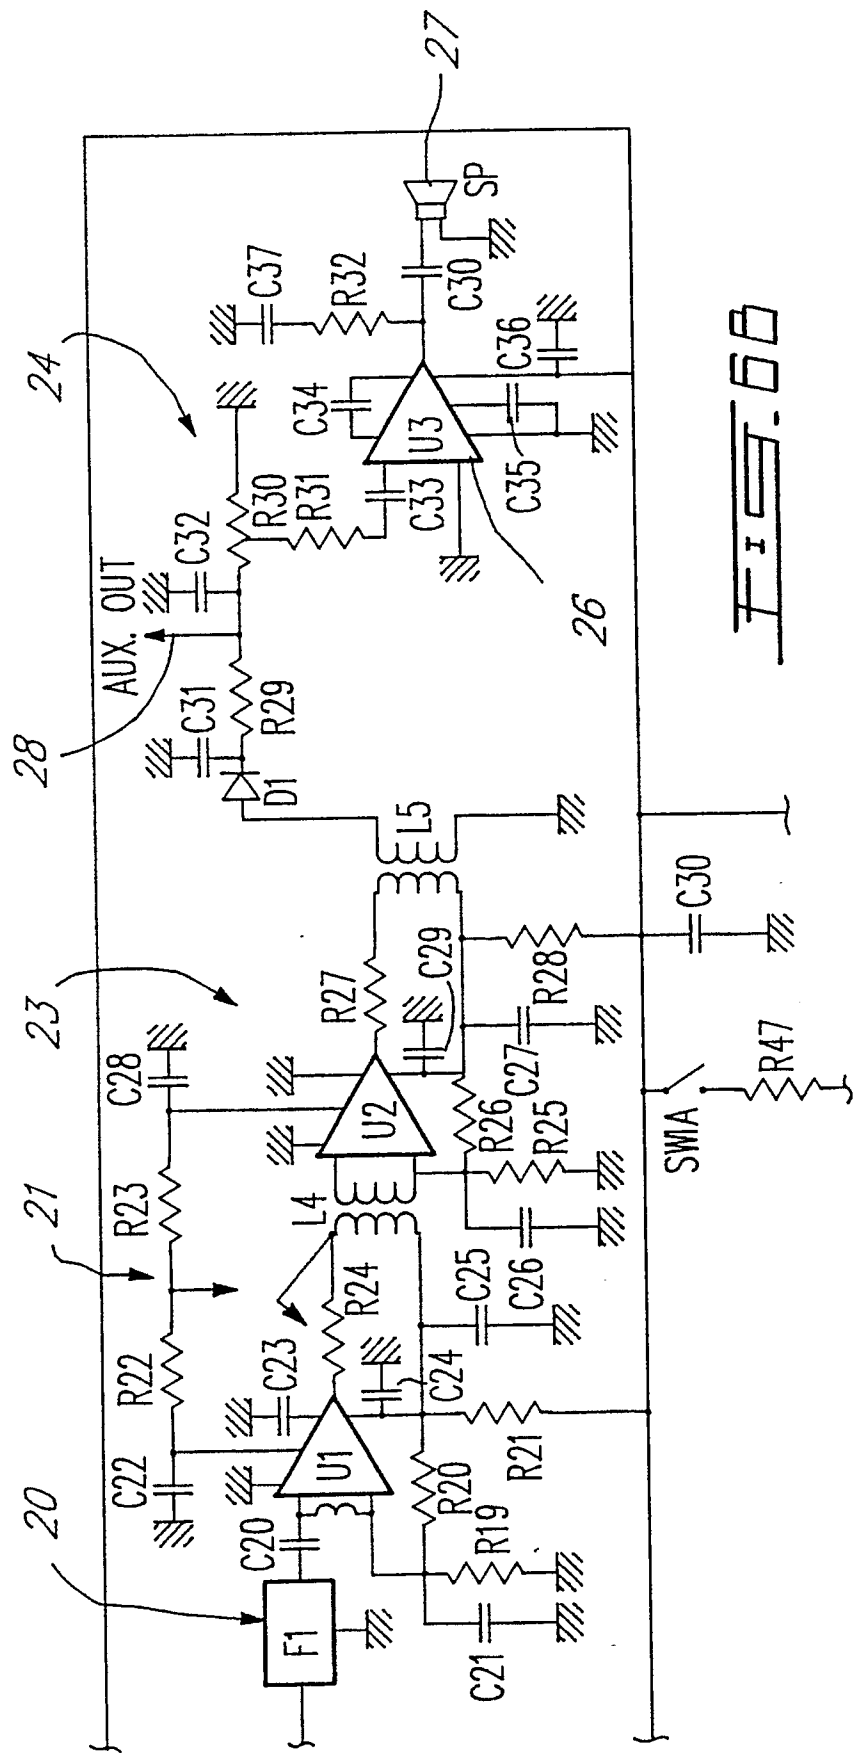 20
21
23
28
24
27
C22
R22
R23
C28
AUX. OUT
C31
C32
C37
F1
C20
U1
C23
R24
L4
U2
R27
L5
D1
R29
R30
R31
C33
U3
C34
R32
C30
SP
C21
R19
R20
R21
C24
C25
C26
R25
R26
C27
R28
C29
26
C35
C36
SW1A
R47
C30
FIG. 6B